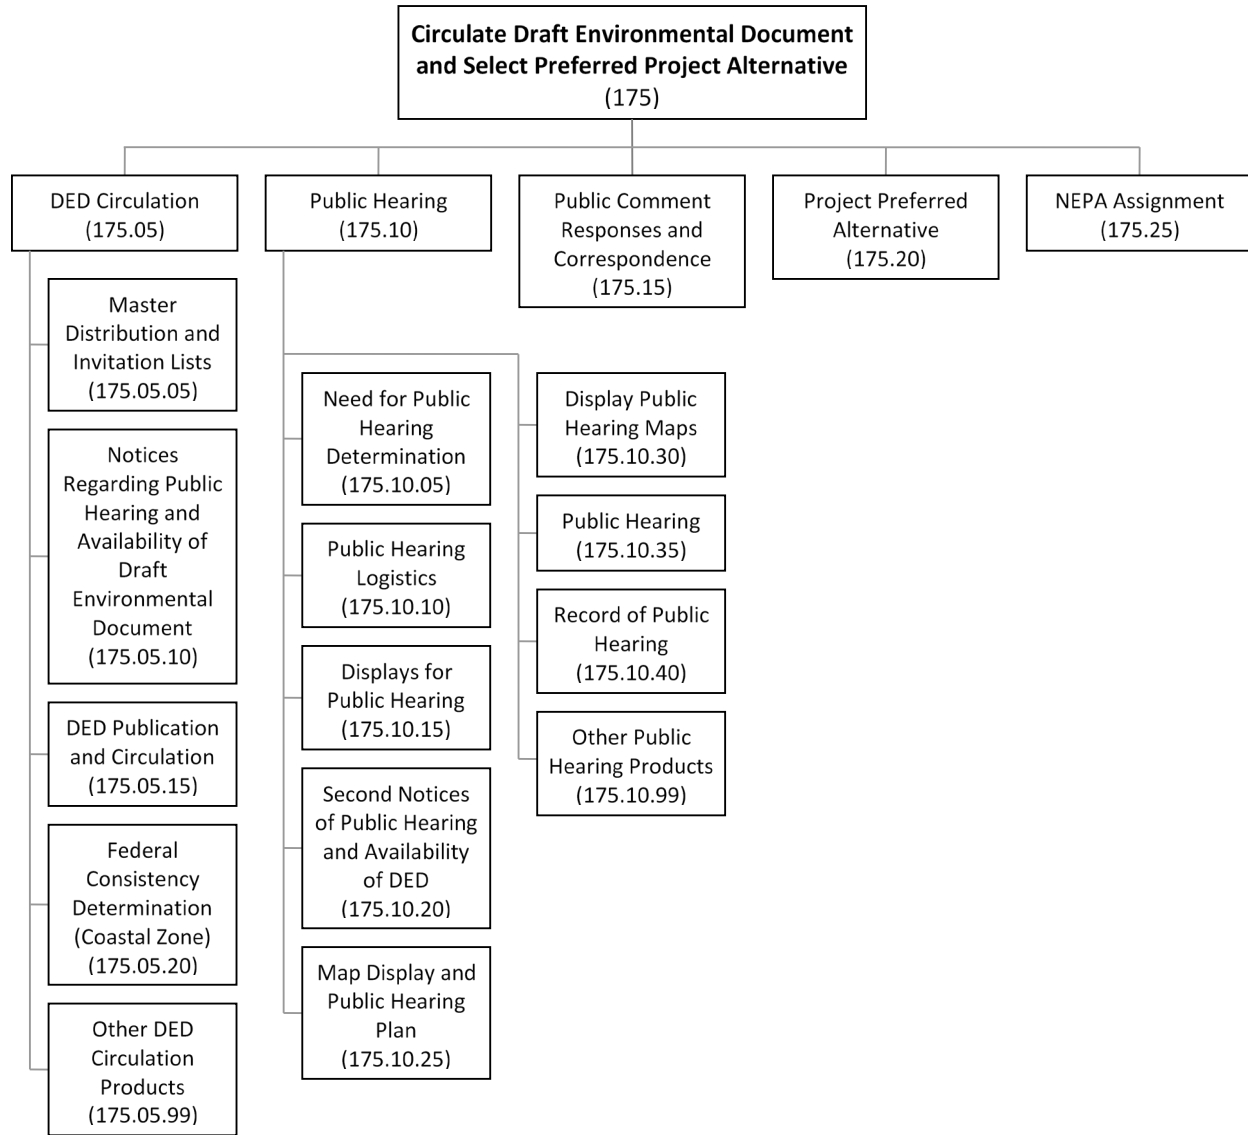 Circulate Draft Environmental Document
and Select Preferred Project Alternative
(175)
DED Circulation
(175.05)
Public Hearing
(175.10)
Public Comment
Responses and
Correspondence
(175.15)
Project Preferred
Alternative
(175.20)
NEPA Assignment
(175.25)
Master
Distribution and
Invitation Lists
(175.05.05)
Notices
Regarding Public
Hearing and
Availability of
Draft
Environmental
Document
(175.05.10)
DED Publication
and Circulation
(175.05.15)
Federal
Consistency
Determination
(Coastal Zone)
(175.05.20)
Other DED
Circulation
Products
(175.05.99)
Need for Public
Hearing
Determination
(175.10.05)
Public Hearing
Logistics
(175.10.10)
Displays for
Public Hearing
(175.10.15)
Second Notices
of Public Hearing
and Availability
of DED
(175.10.20)
Map Display and
Public Hearing
Plan
(175.10.25)
Display Public
Hearing Maps
(175.10.30)
Public Hearing
(175.10.35)
Record of Public
Hearing
(175.10.40)
Other Public
Hearing Products
(175.10.99)